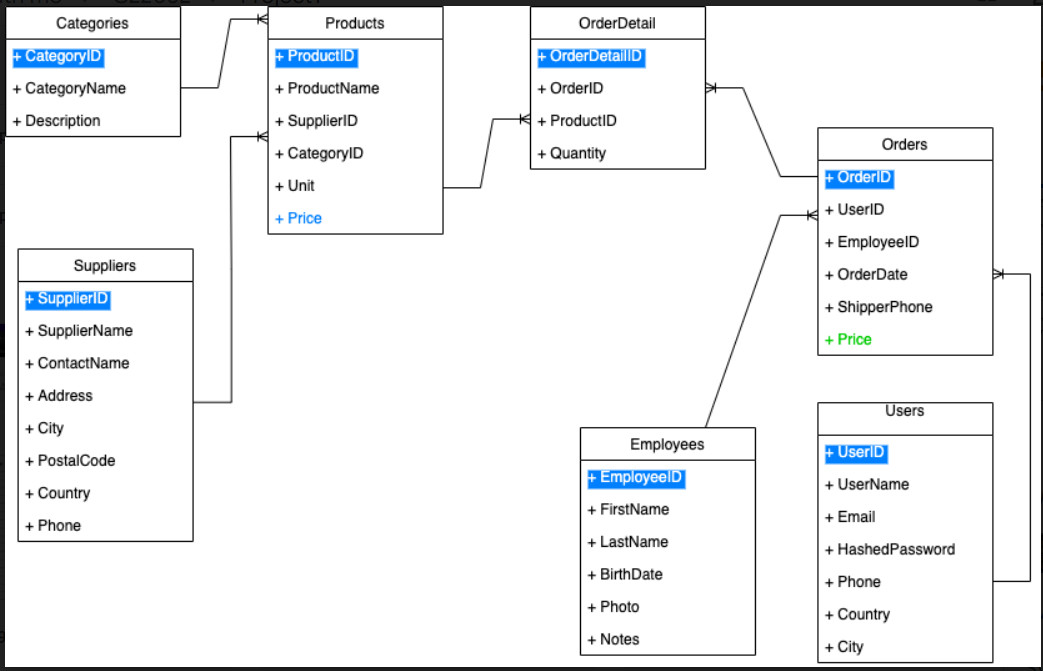 Categories
+ CategoryID
+ CategoryName
+ Description
Products
+ ProductID
+ ProductName
+ SupplierID
+ CategoryID
+ Unit
+ Price
OrderDetail
+ OrderDetailID
+ OrderID
+ ProductID
+ Quantity
Orders
+ OrderID
+ UserID
+ EmployeeID
+ OrderDate
+ ShipperPhone
+ Price
Suppliers
+ SupplierID
+ SupplierName
+ ContactName
+ Address
+ City
+ PostalCode
+ Country
+ Phone
Employees
+ EmployeeID
+ FirstName
+ LastName
+ BirthDate
+ Photo
+ Notes
Users
+ UserID
+ UserName
+ Email
+ HashedPassword
+ Phone
+ Country
+ City